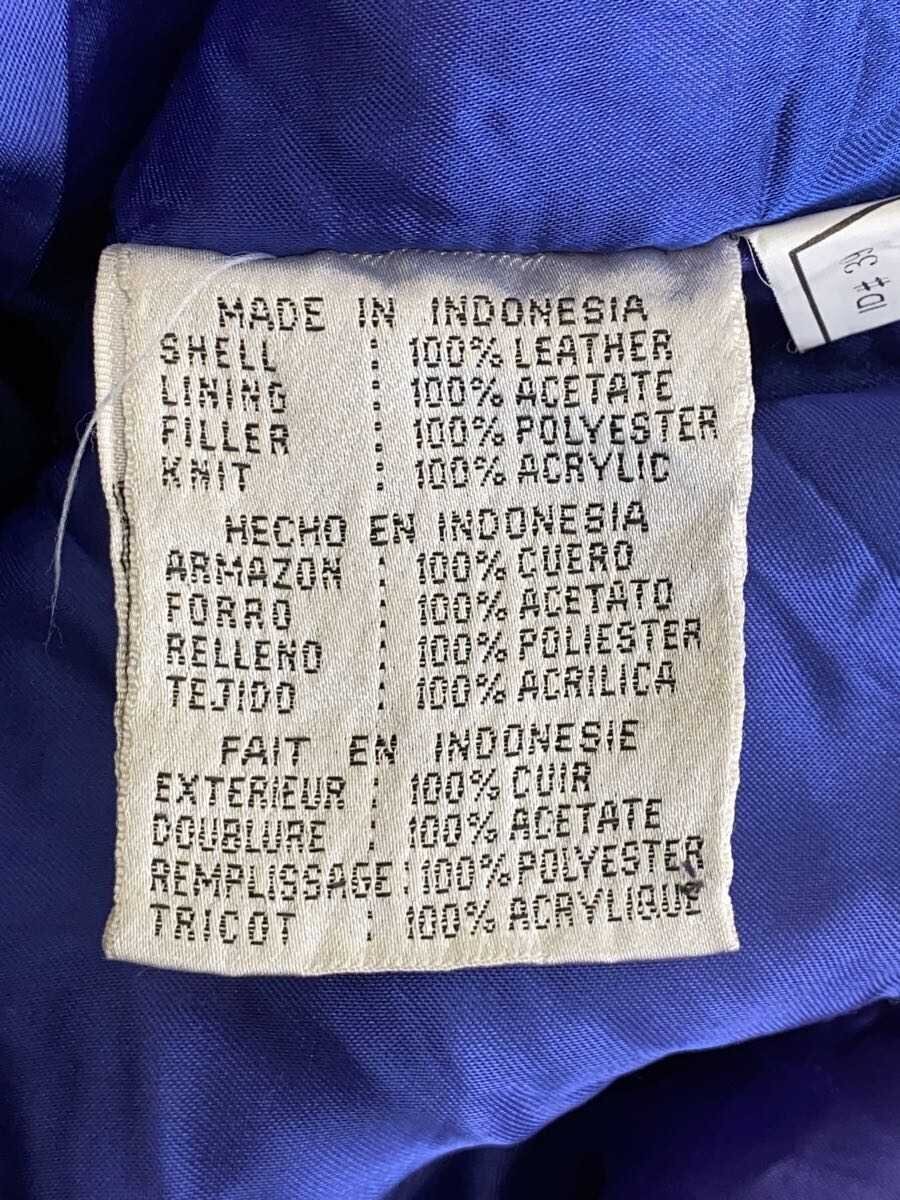 MADE IN INDONESIA
SHELL : 100% LEATHER
LINING : 100% ACETATE
FILLER : 100% POLYESTER
KNIT : 100% ACRYLIC
HECHO EN INDONESIA
ARMAZON : 100% CUERO
FORRO : 100% ACETATO
RELLENO : 100% POLIESTER
TEJIDO : 100% ACRILICA
FAIT EN INDONESIE
EXTERIEUR : 100% CUIR
DOUBLURE : 100% ACETATE
REMPLISSAGE : 100% POLYESTER
TRICOT : 100% ACRYLIQUE
ID#